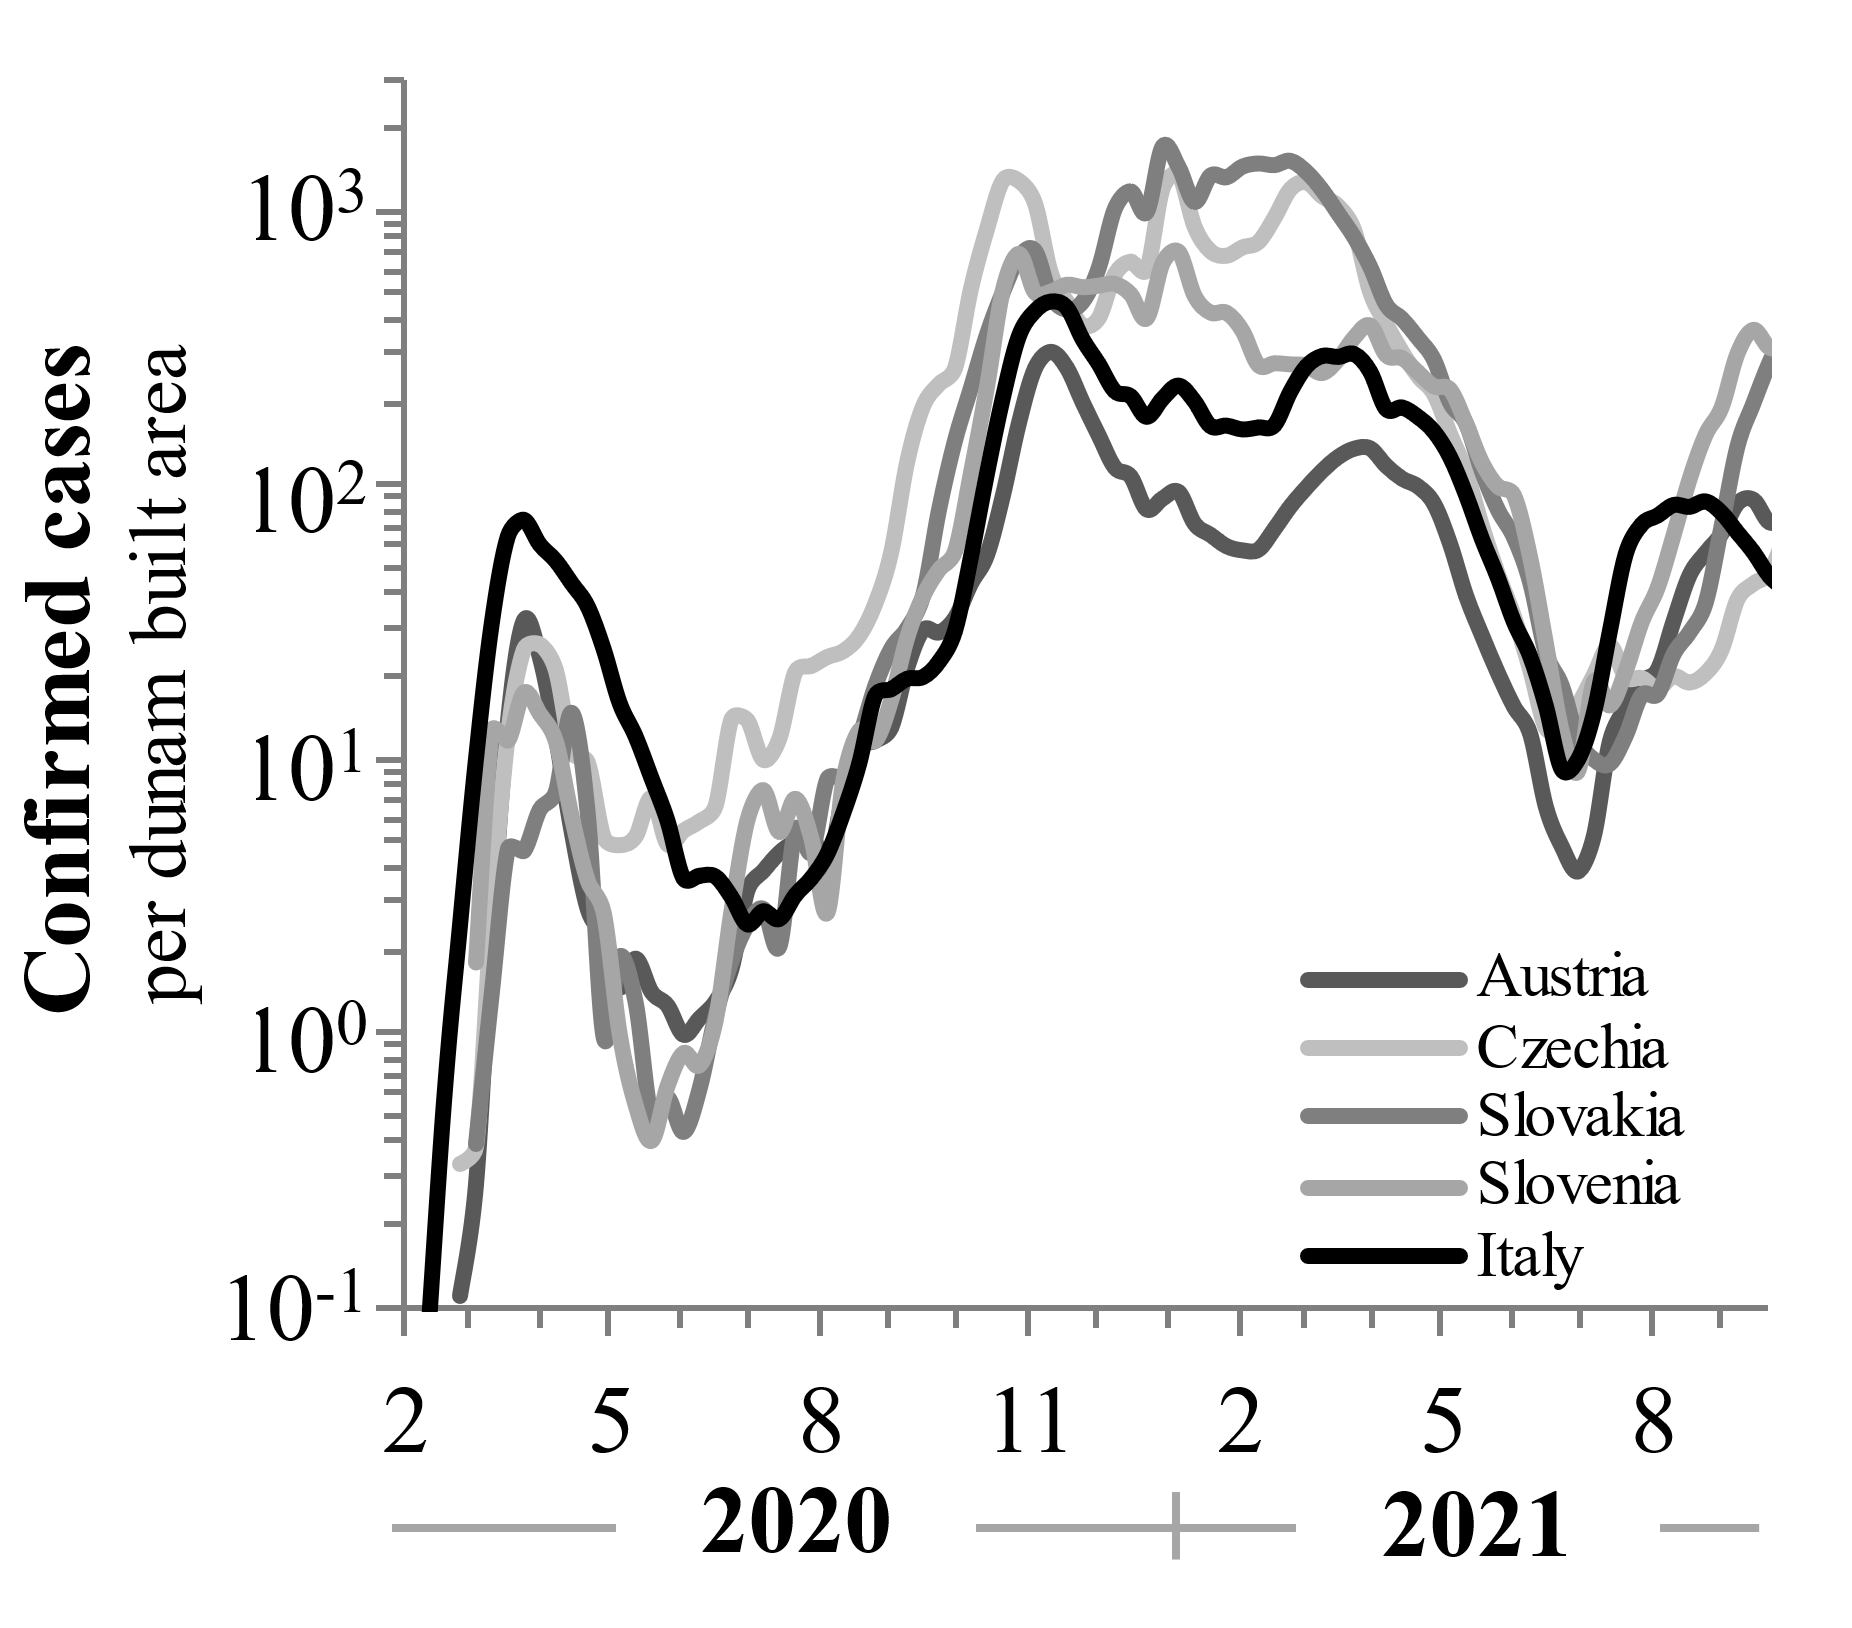 Confirmed cases
per dunam built area
10³
10²
10¹
10⁰
10⁻¹
Austria
Czechia
Slovakia
Slovenia
Italy
2 5 8 11 2 5 8
2020 2021